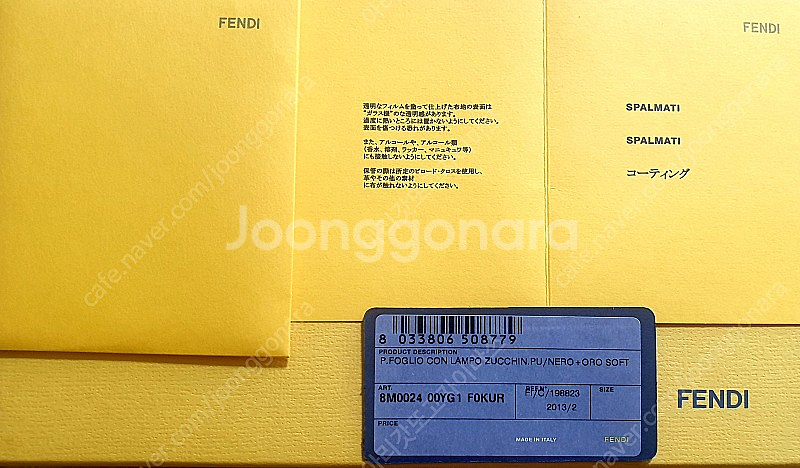 FENDI
FENDI
透明なフィルムを張って仕上げた布地の表面は
"ガラス様"のな透明感があります。
過度に熱いところには置かないようにしてください。
表面を傷つける恐れがあります。
また、アルコールや、アルコール類
(香水、溶剤、ラッカー、マニュキュア等)
にも接触しないようにしてください。
保管の際は所定のビロード・クロスを使用し、
革やその他の素材
に布が触れないようにしてください。
SPALMATI
SPALMATI
コーティング
Joonggonara
cafe.naver.com/joonggonara
8 033806 508779
PRODUCT DESCRIPTION
P.FOGLIO CON LAMPO ZUCCHIN.PU/NERO+ORO SOFT
ART.
8M0024 00YG1 F0KUR
REF.N°
FI/C/198823
2013/2
SIZE
PRICE
MADE IN ITALY
FENDI
FENDI